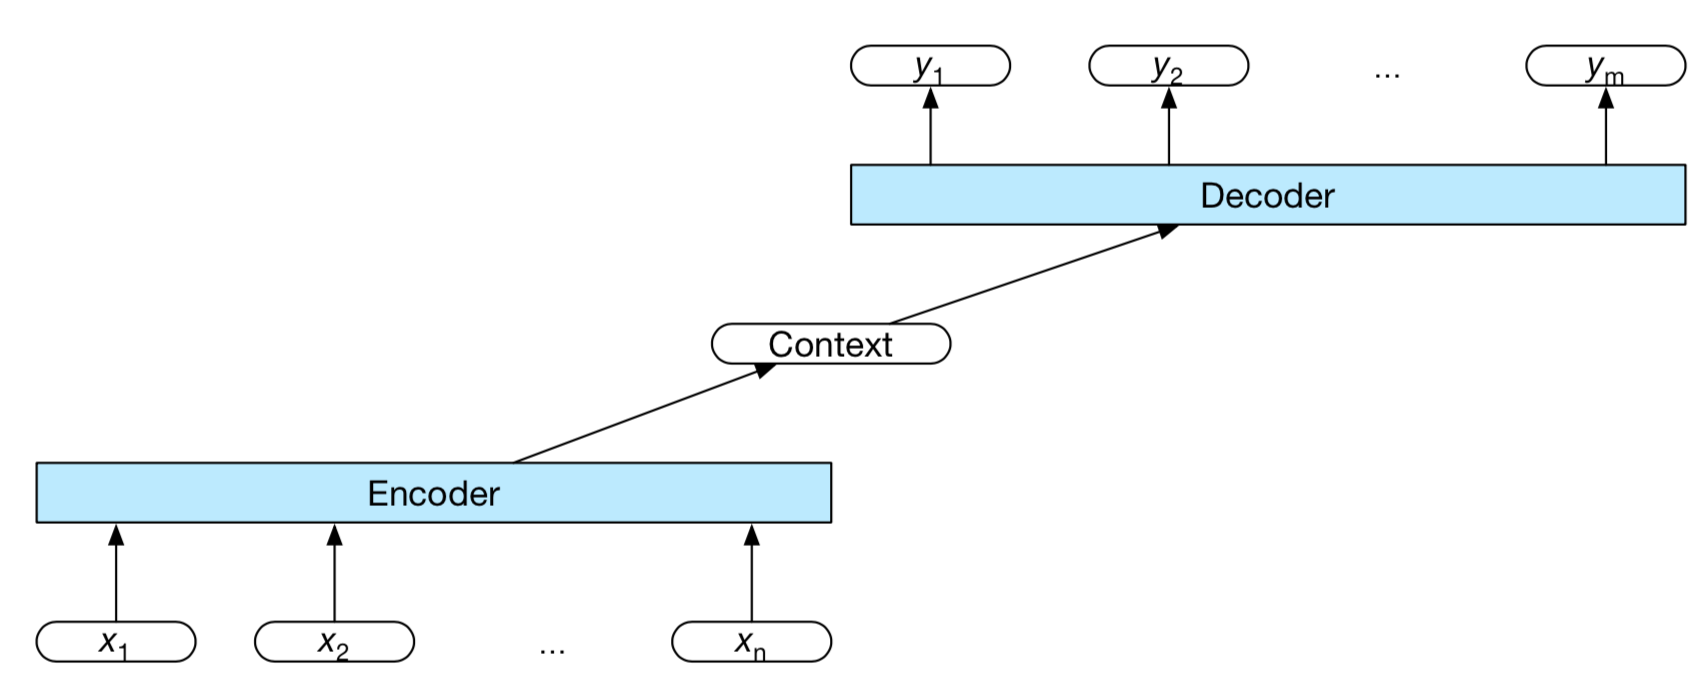 y1 y2 ... ym
Decoder
Context
Encoder
x1 x2 ... xn